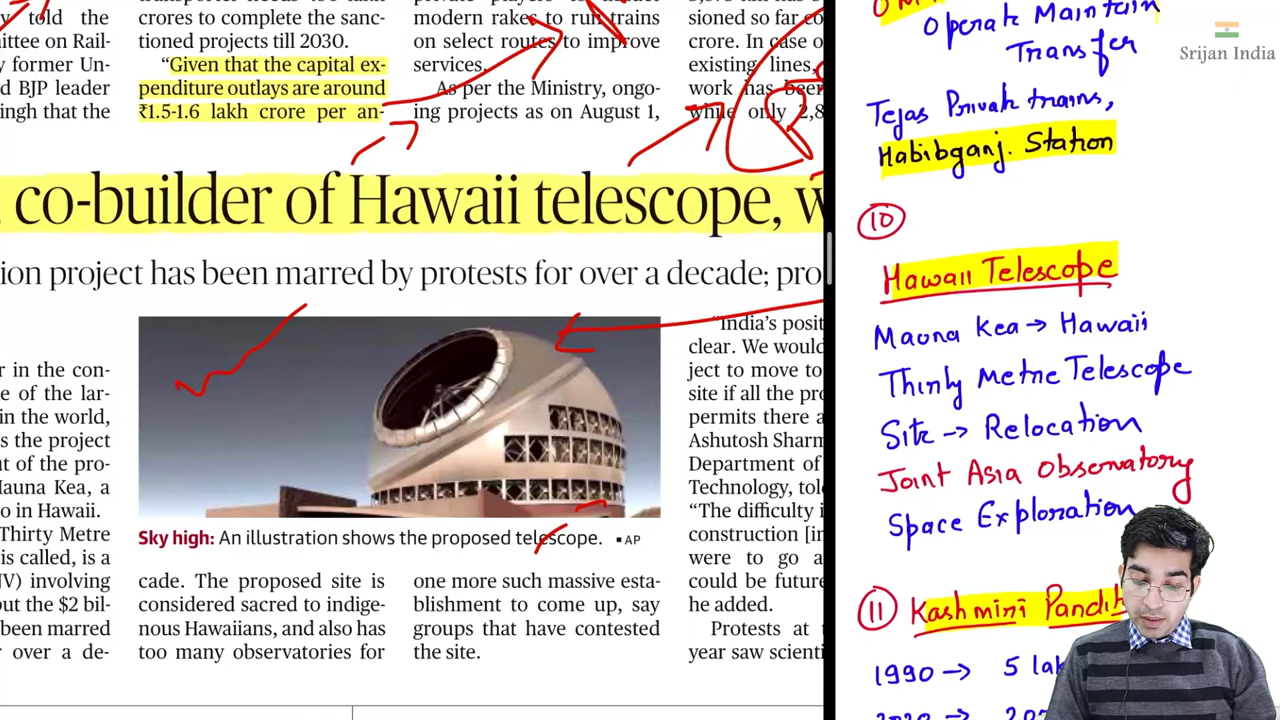 crores to complete the sanc-
tioned projects till 2030.
“Given that the capital ex-
penditure outlays are around
₹1.5-1.6 lakh crore per an-
told the
ittee on Rail-
y former Un-
d BJP leader
ingh that the
modern rakes to run trains
on select routes to improve
services.
As per the Ministry, ongo-
ing projects as on August 1,
sioned so far
crore. In case o
existing lines,
work has been
while only 2,8
co-builder of Hawaii telescope, w
ion project has been marred by protests for over a decade; pro
r in the con-
e of the lar-
in the world,
s the project
ut of the pro-
Mauna Kea, a
o in Hawaii.
Thirty Metre
is called, is a
JV) involving
out the $2 bil-
been marred
r over a de-
Sky high: An illustration shows the proposed telescope. ▪ AP
cade. The proposed site is
considered sacred to indige-
nous Hawaiians, and also has
too many observatories for
one more such massive esta-
blishment to come up, say
groups that have contested
the site.
“India’s posit
clear. We would
ject to move to
site if all the pro
permits there a
Ashutosh Sharm
Department of
Technology, tol
“The difficulty i
construction [in
were to go a
could be future
he added.
Protests at
year saw scienti
Operate Maintain
Transfer
Tejas Private trains,
Habibganj. Station
10
Hawaii Telescope
Mauna Kea → Hawaii
Thirty Metre Telescope
Site → Relocation
Joint Asia Observatory
Space Exploration
11 Kashmiri Pandit
1990 → 5 lak
Srijan India